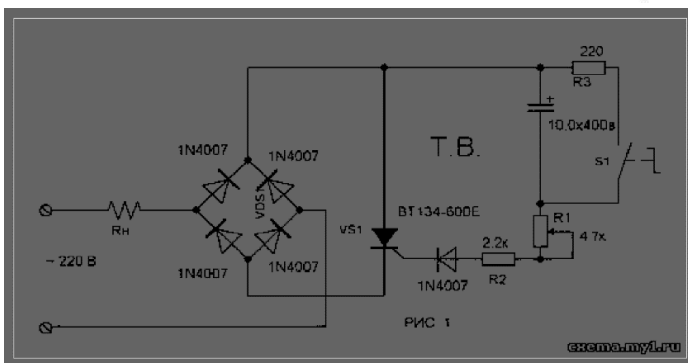 220
R3
+
10.0x400в
1N4007
1N4007
Т.В.
S1
VDS1
BT134-600E
R1
Rн
VS1
4.7к
2.2к
~ 220 В
1N4007
1N4007
1N4007
R2
РИС 1
cxema.my1.ru